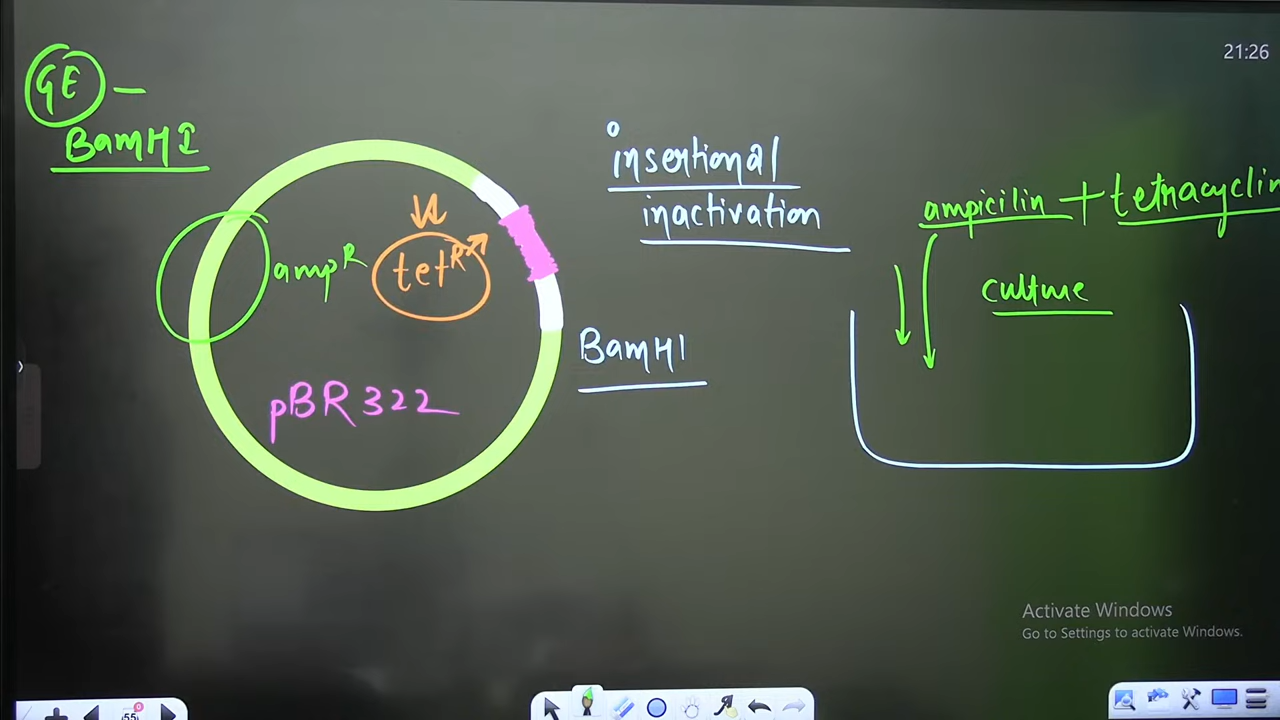 21:26
GE -
BamHI
insertional
inactivation
ampicilin + tetracyclin
culture
ampR
tetR
BamHI
pBR322
Activate Windows
Go to Settings to activate Windows.
55